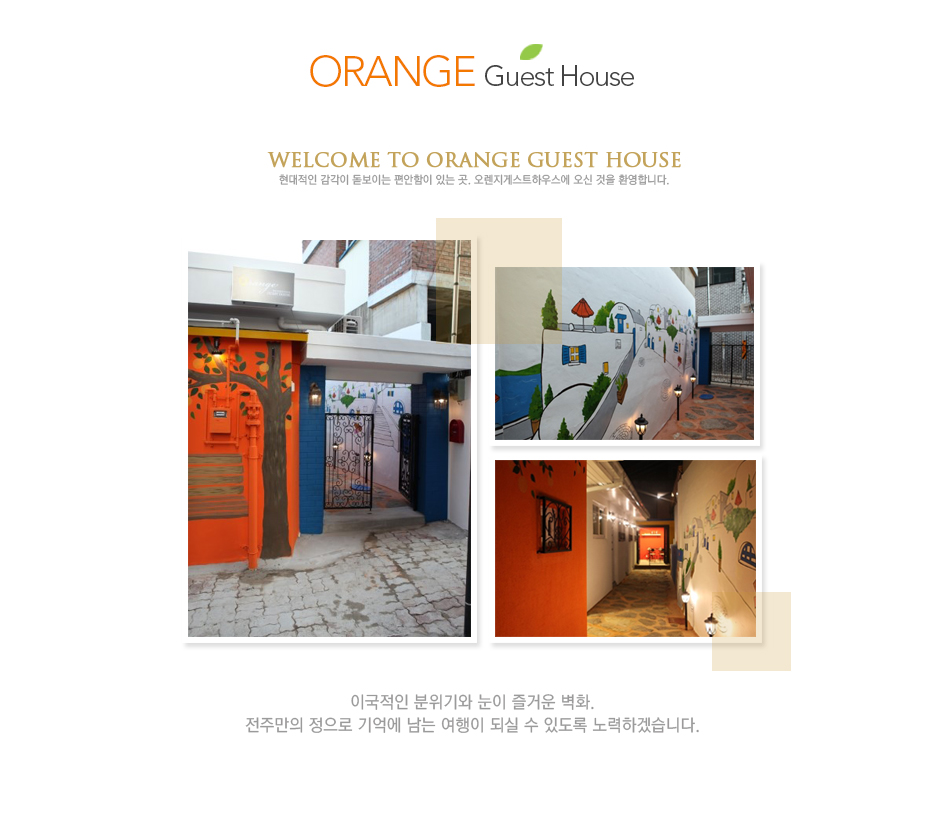 ORANGE Guest House
WELCOME TO ORANGE GUEST HOUSE
현대적인 감각이 돋보이는 편안함이 있는 곳. 오렌지게스트하우스에 오신 것을 환영합니다.
이국적인 분위기와 눈이 즐거운 벽화.
전주만의 정으로 기억에 남는 여행이 되실 수 있도록 노력하겠습니다.